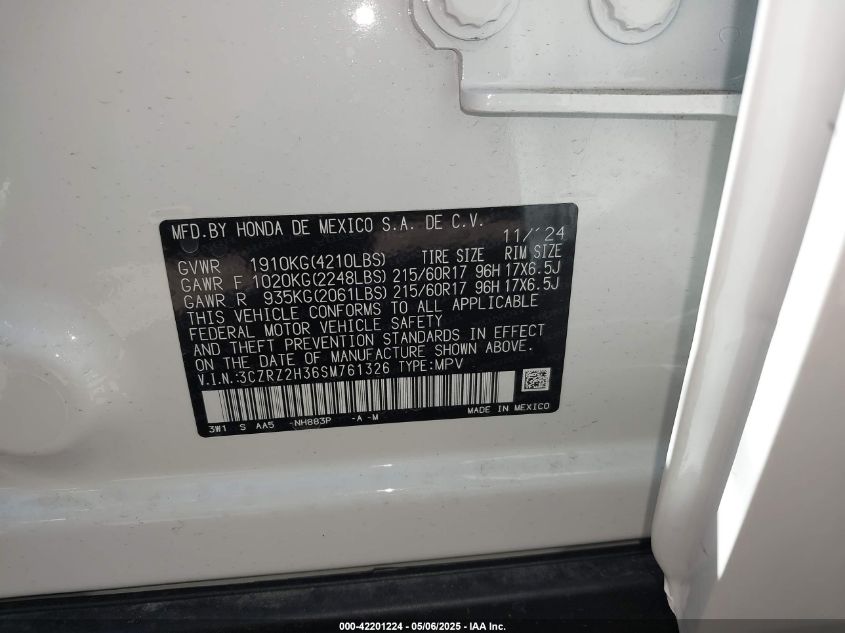 MFD.BY HONDA DE MEXICO S.A. DE C.V.
11/´24
GVWR 1910KG(4210LBS) TIRE SIZE RIM SIZE
GAWR F 1020KG(2248LBS) 215/60R17 96H 17X6.5J
GAWR R 935KG(2061LBS) 215/60R17 96H 17X6.5J
THIS VEHICLE CONFORMS TO ALL APPLICABLE
FEDERAL MOTOR VEHICLE SAFETY
AND THEFT PREVENTION STANDARDS IN EFFECT
ON THE DATE OF MANUFACTURE SHOWN ABOVE.
V.I.N.:3CZRZ2H36SM761326 TYPE:MPV
3W1 S AA5 -NH883P -A -M MADE IN MEXICO
000-42201224 | 05/06/2025 - IAA Inc.